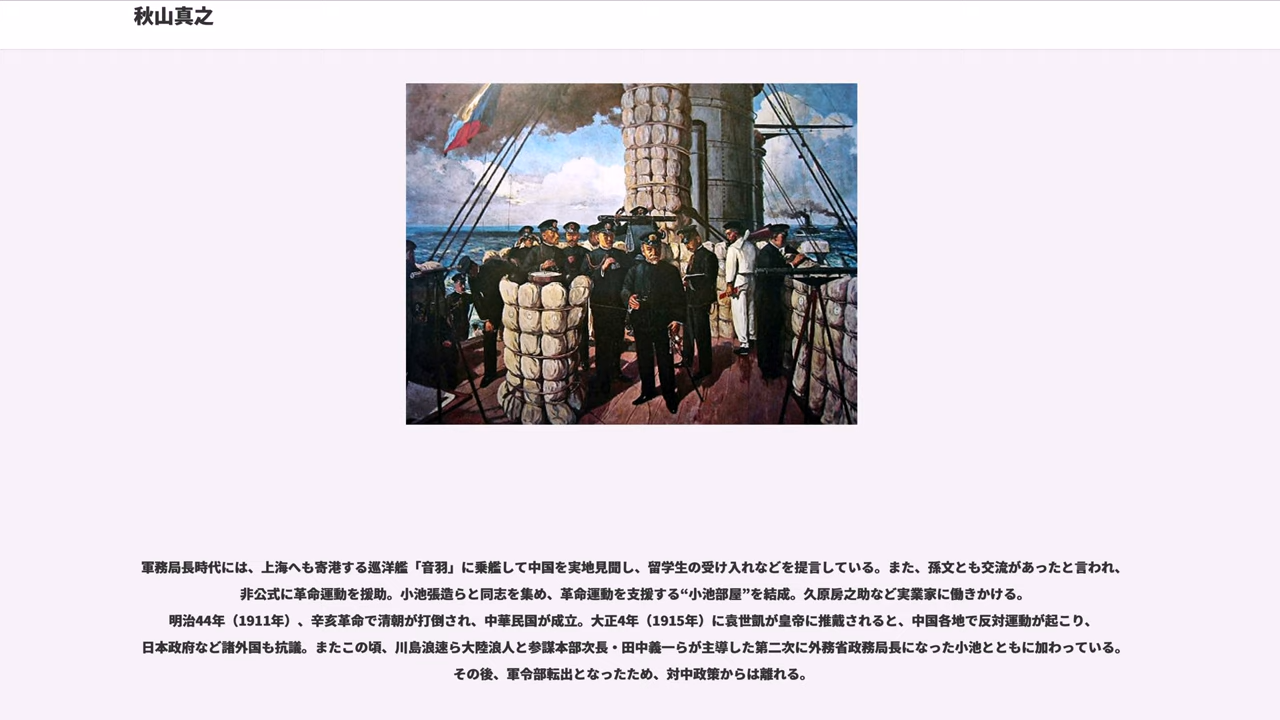 秋山真之
軍務局長時代には、上海へも寄港する巡洋艦「音羽」に乗艦して中国を実地見聞し、留学生の受け入れなどを提言している。また、孫文とも交流があったと言われ、
非公式に革命運動を援助。小池張造らと同志を集め、革命運動を支援する“小池部屋”を結成。久原房之助など実業家に働きかける。
明治44年（1911年）、辛亥革命で清朝が打倒され、中華民国が成立。大正4年（1915年）に袁世凱が皇帝に推戴されると、中国各地で反対運動が起こり、
日本政府など諸外国も抗議。またこの頃、川島浪速ら大陸浪人と参謀本部次長・田中義一らが主導した第二次に外務省政務局長になった小池とともに加わっている。
その後、軍令部転出となったため、対中政策からは離れる。